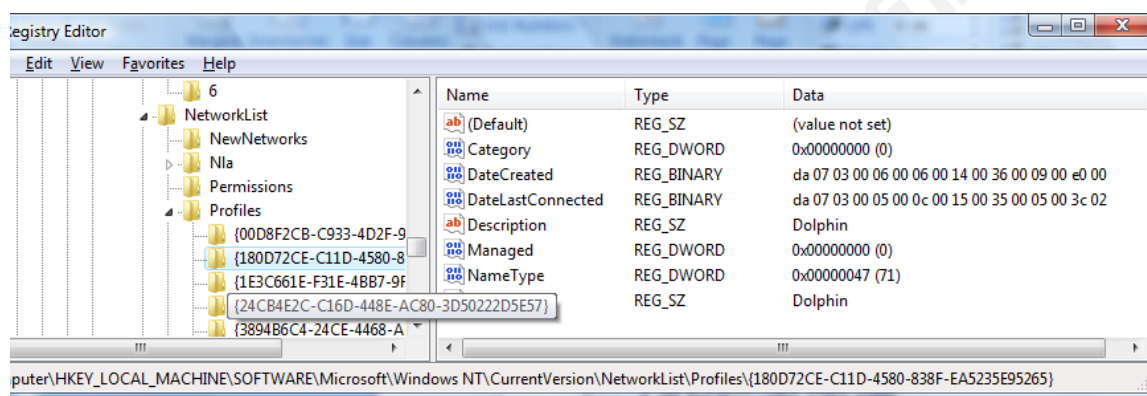 Registry Editor
Edit View Favorites Help
6
NetworkList
NewNetworks
Nla
Permissions
Profiles
{00D8F2CB-C933-4D2F-9
{180D72CE-C11D-4580-8
{1E3C661E-F31E-4BB7-9F
{24CB4E2C-C16D-448E-AC80-3D50222D5E57}
{3894B6C4-24CE-4468-A
Name Type Data
(Default) REG_SZ (value not set)
Category REG_DWORD 0x00000000 (0)
DateCreated REG_BINARY da 07 03 00 06 00 06 00 14 00 36 00 09 00 e0 00
DateLastConnected REG_BINARY da 07 03 00 05 00 0c 00 15 00 35 00 05 00 3c 02
Description REG_SZ Dolphin
Managed REG_DWORD 0x00000000 (0)
NameType REG_DWORD 0x00000047 (71)
REG_SZ Dolphin
puter\HKEY_LOCAL_MACHINE\SOFTWARE\Microsoft\Windows NT\CurrentVersion\NetworkList\Profiles\{180D72CE-C11D-4580-838F-EA5235E95265}